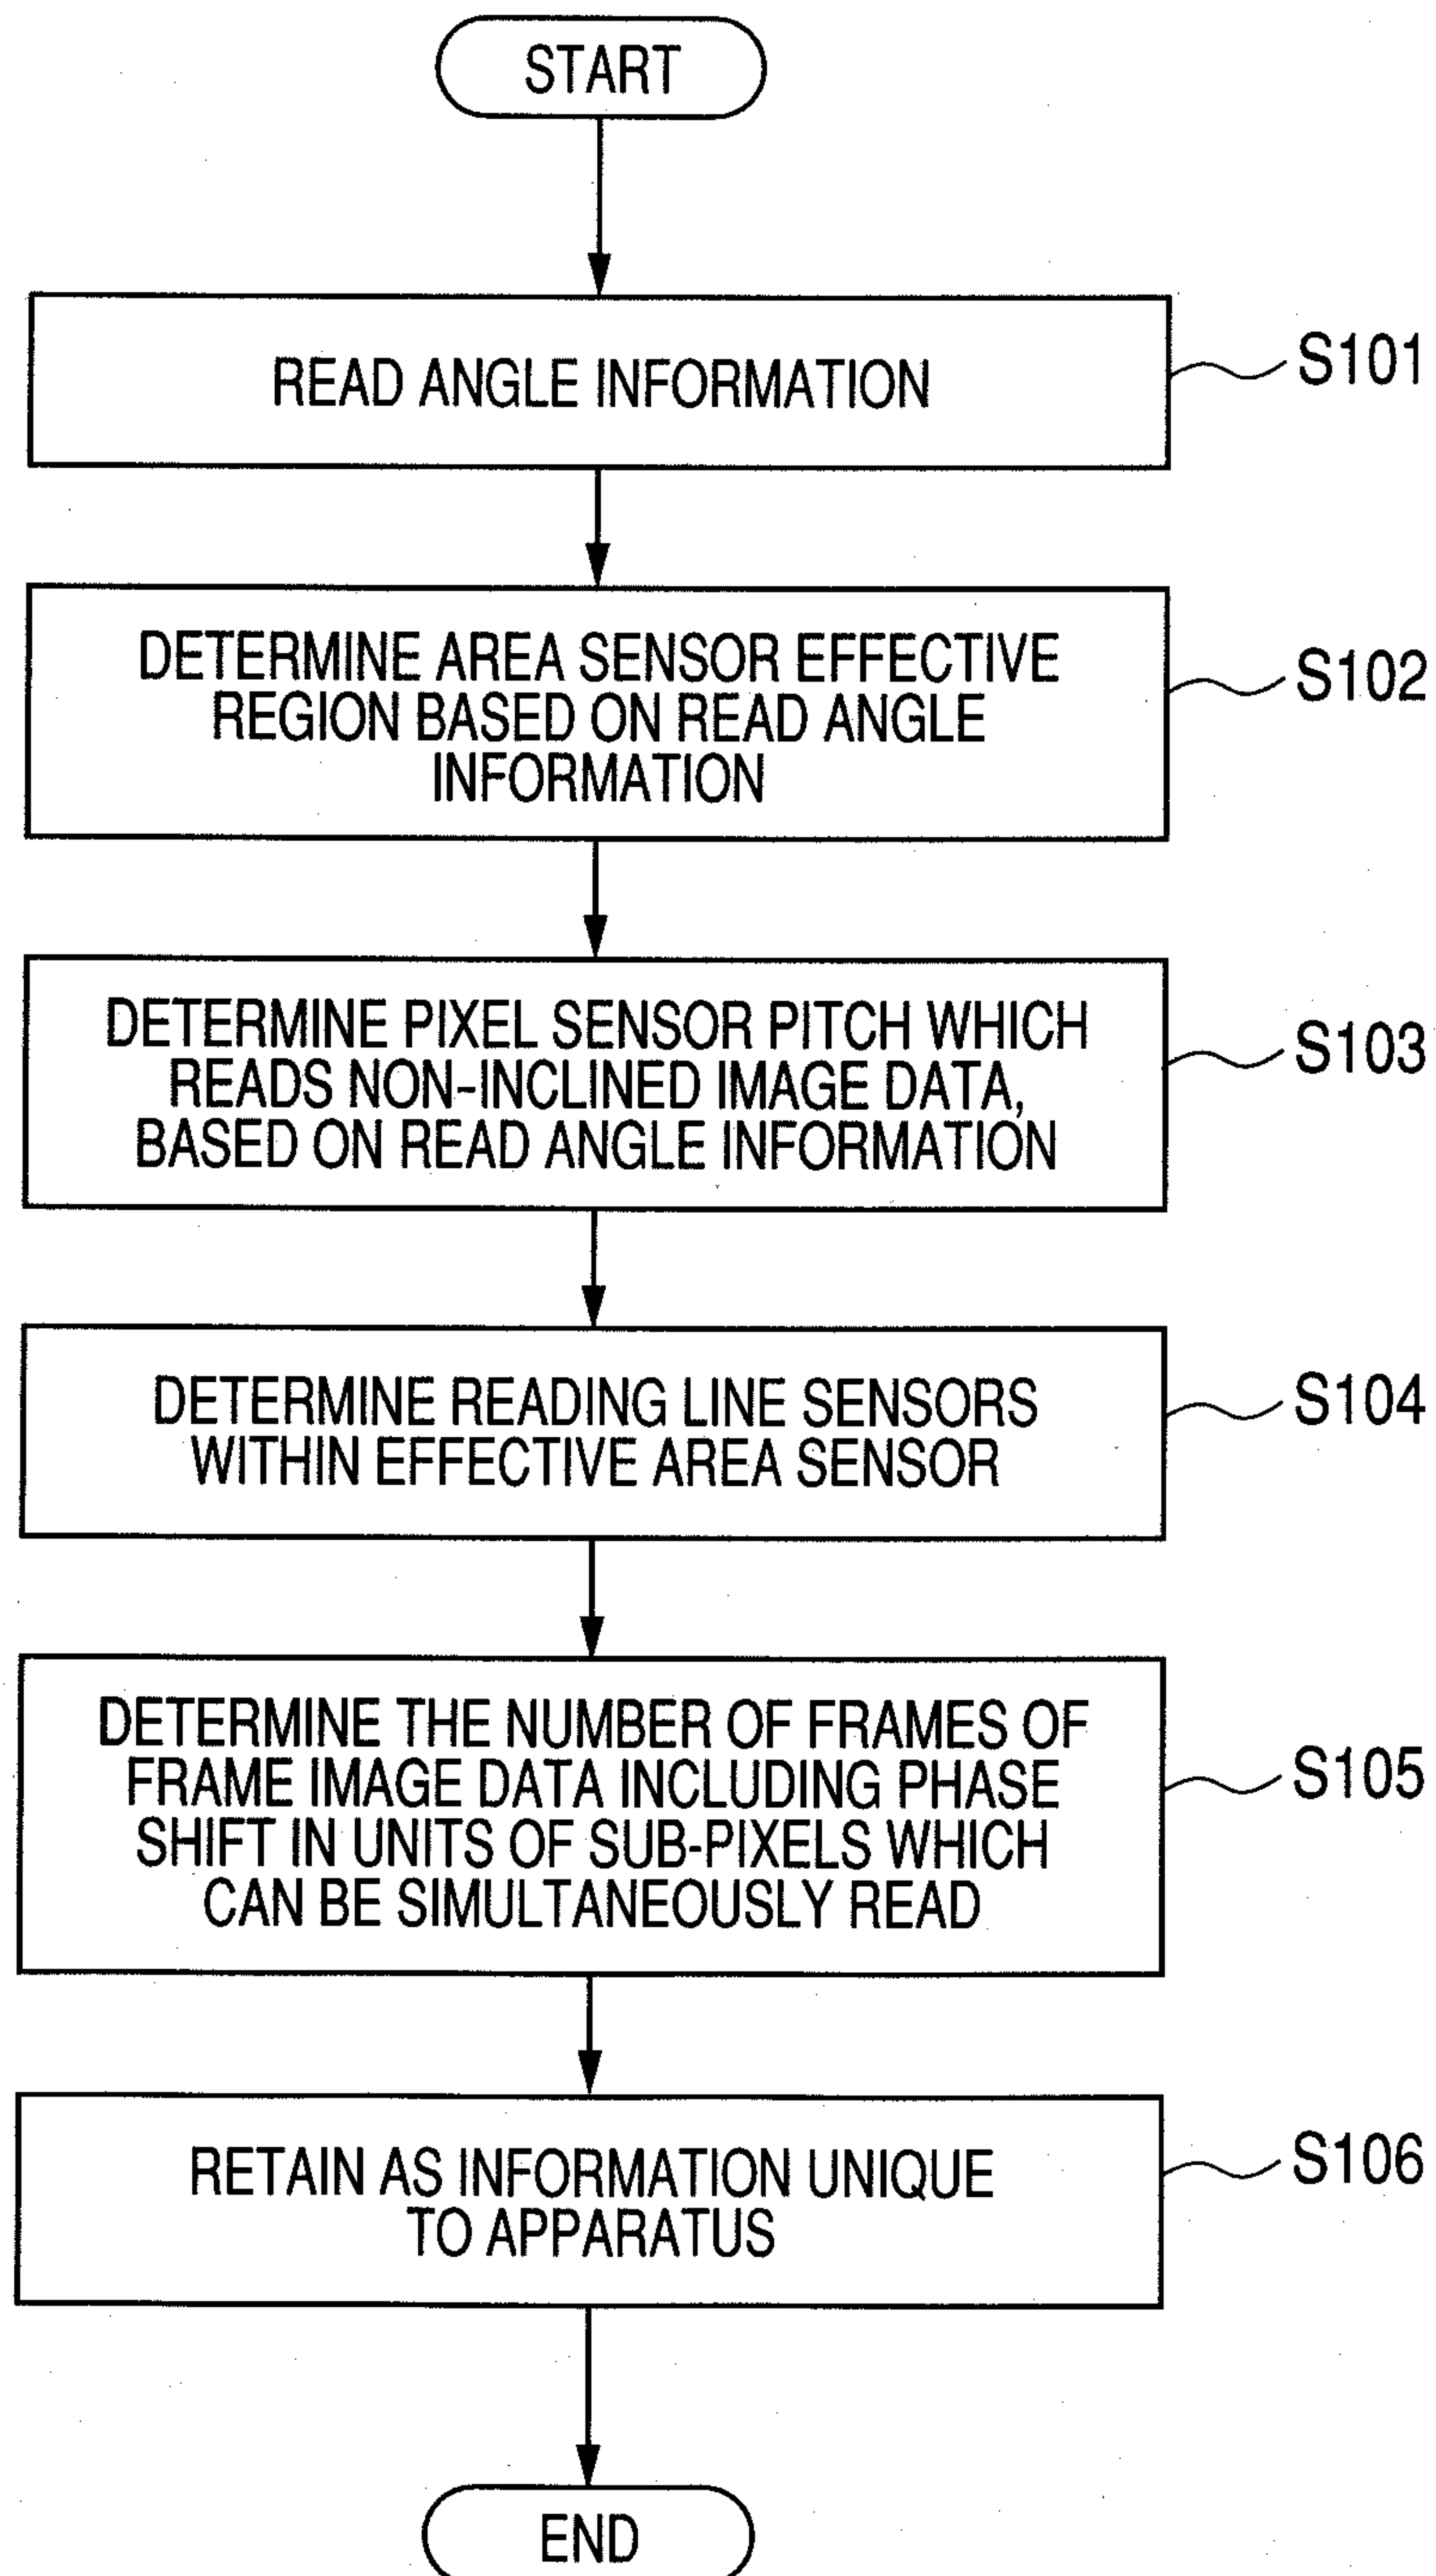 START
READ ANGLE INFORMATION
S101
DETERMINE AREA SENSOR EFFECTIVE
REGION BASED ON READ ANGLE
INFORMATION
S102
DETERMINE PIXEL SENSOR PITCH WHICH
READS NON-INCLINED IMAGE DATA,
BASED ON READ ANGLE INFORMATION
S103
DETERMINE READING LINE SENSORS
WITHIN EFFECTIVE AREA SENSOR
S104
DETERMINE THE NUMBER OF FRAMES OF
FRAME IMAGE DATA INCLUDING PHASE
SHIFT IN UNITS OF SUB-PIXELS WHICH
CAN BE SIMULTANEOUSLY READ
S105
RETAIN AS INFORMATION UNIQUE
TO APPARATUS
S106
END